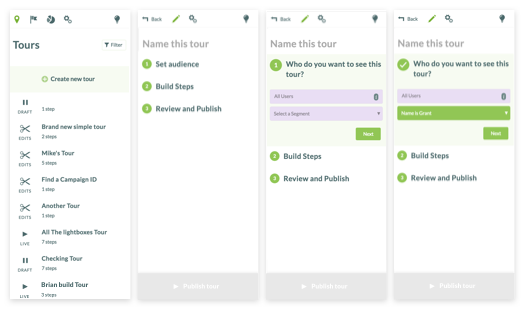 Tours
Filter
Create new tour
DRAFT
1 step
Brand new simple tour
EDITS
2 steps
Mike's Tour
EDITS
5 steps
Find a Campaign ID
EDITS
1 step
Another Tour
EDITS
1 step
All The lightboxes Tour
LIVE
7 steps
Checking Tour
DRAFT
7 steps
Brian build Tour
LIVE
3 steps
Back
Name this tour
1 Set audience
2 Build Steps
3 Review and Publish
Publish tour
Back
Name this tour
1 Who do you want to see this
tour?
All Users
Select a Segment
Next
2 Build Steps
3 Review and Publish
Publish tour
Back
Name this tour
Who do you want to see this
tour?
All Users
Name is Grant
Next
2 Build Steps
3 Review and Publish
Publish tour